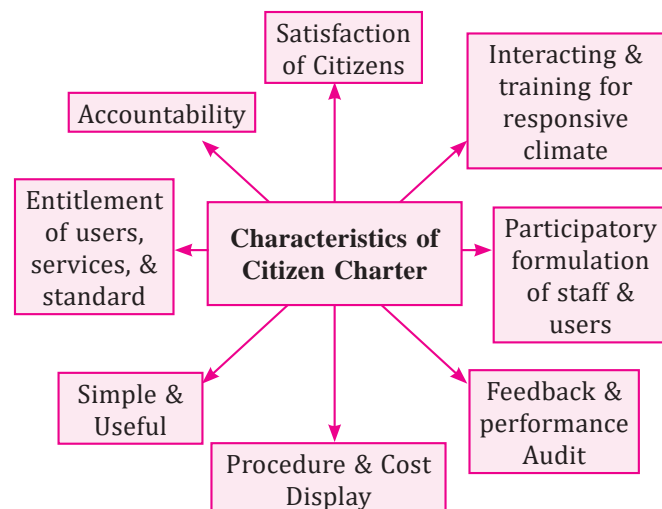 Satisfaction
of Citizens
Interacting &
training for
responsive
climate
Accountability
Entitlement
of users,
services, &
standard
Characteristics of
Citizen Charter
Participatory
formulation
of staff &
users
Simple &
Useful
Feedback &
performance
Audit
Procedure & Cost
Display